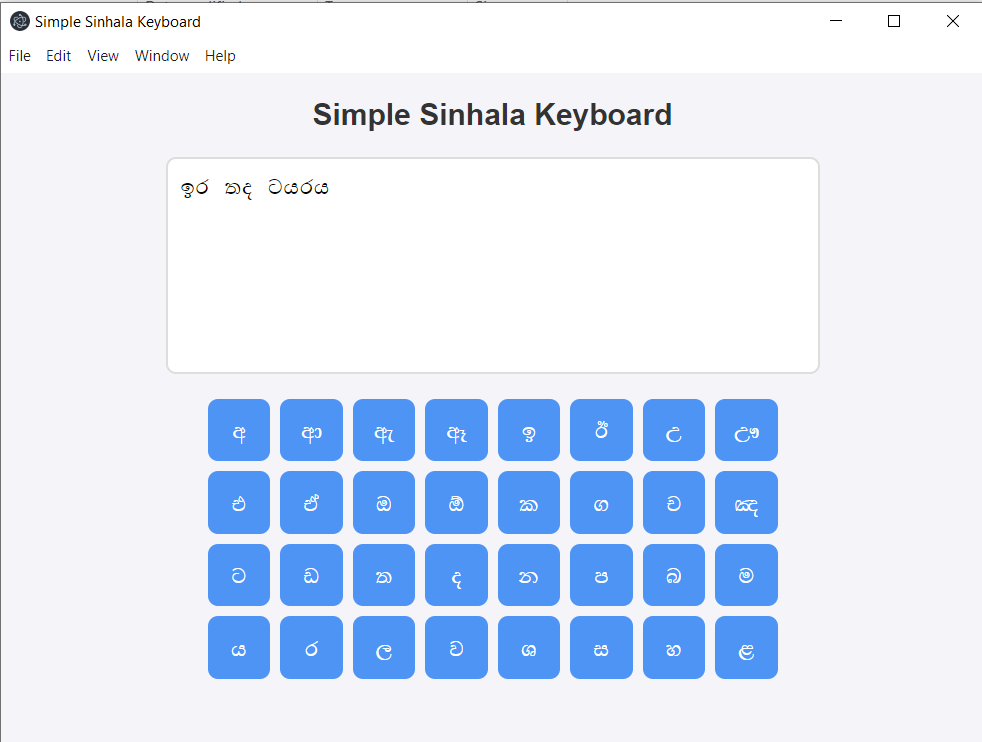 Simple Sinhala Keyboard
File Edit View Window Help
Simple Sinhala Keyboard
ඉර තද ටයරය
අ ආ ඇ ඈ ඉ ඊ උ ඌ
එ ඒ ඔ ඕ ක ග ච ඤ
ට ඩ ත ද න ප බ ම
ය ර ල ව ශ ස හ ළ